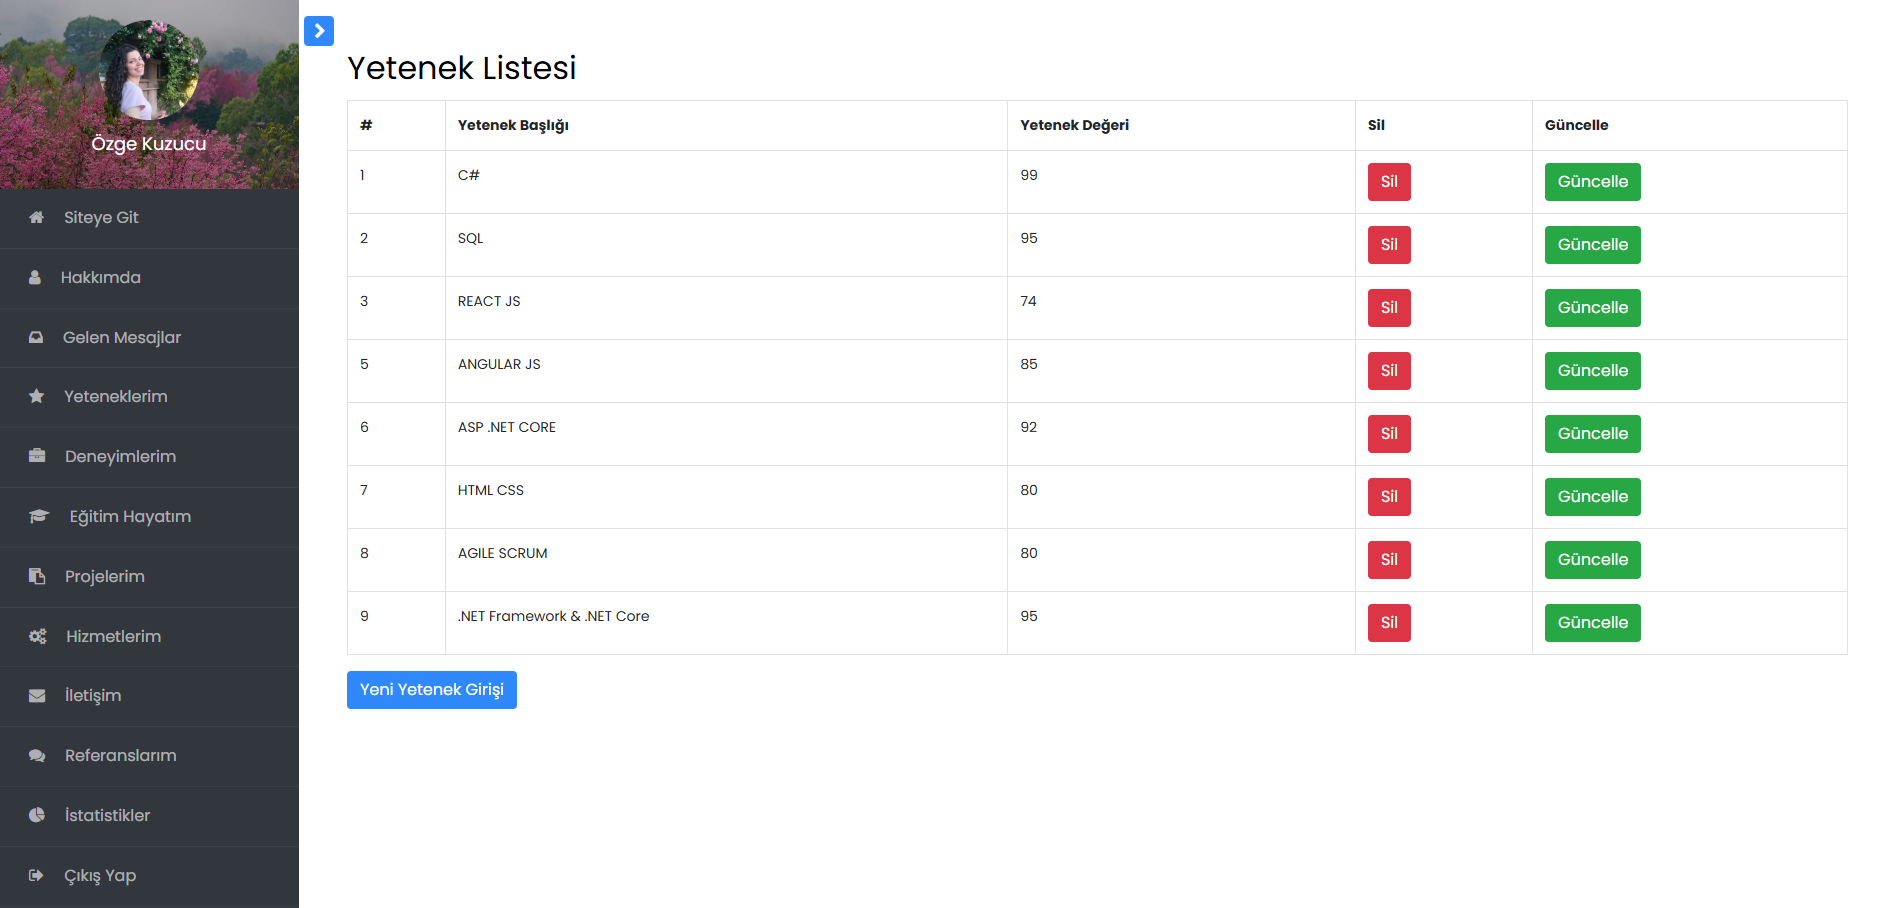 Özge Kuzucu
Siteye Git
Hakkımda
Gelen Mesajlar
Yeteneklerim
Deneyimlerim
Eğitim Hayatım
Projelerim
Hizmetlerim
İletişim
Referanslarım
İstatistikler
Çıkış Yap
Yetenek Listesi
# Yetenek Başlığı Yetenek Değeri Sil Güncelle
1 C# 99 Sil Güncelle
2 SQL 95 Sil Güncelle
3 REACT JS 74 Sil Güncelle
5 ANGULAR JS 85 Sil Güncelle
6 ASP .NET CORE 92 Sil Güncelle
7 HTML CSS 80 Sil Güncelle
8 AGILE SCRUM 80 Sil Güncelle
9 .NET Framework & .NET Core 95 Sil Güncelle
Yeni Yetenek Girişi